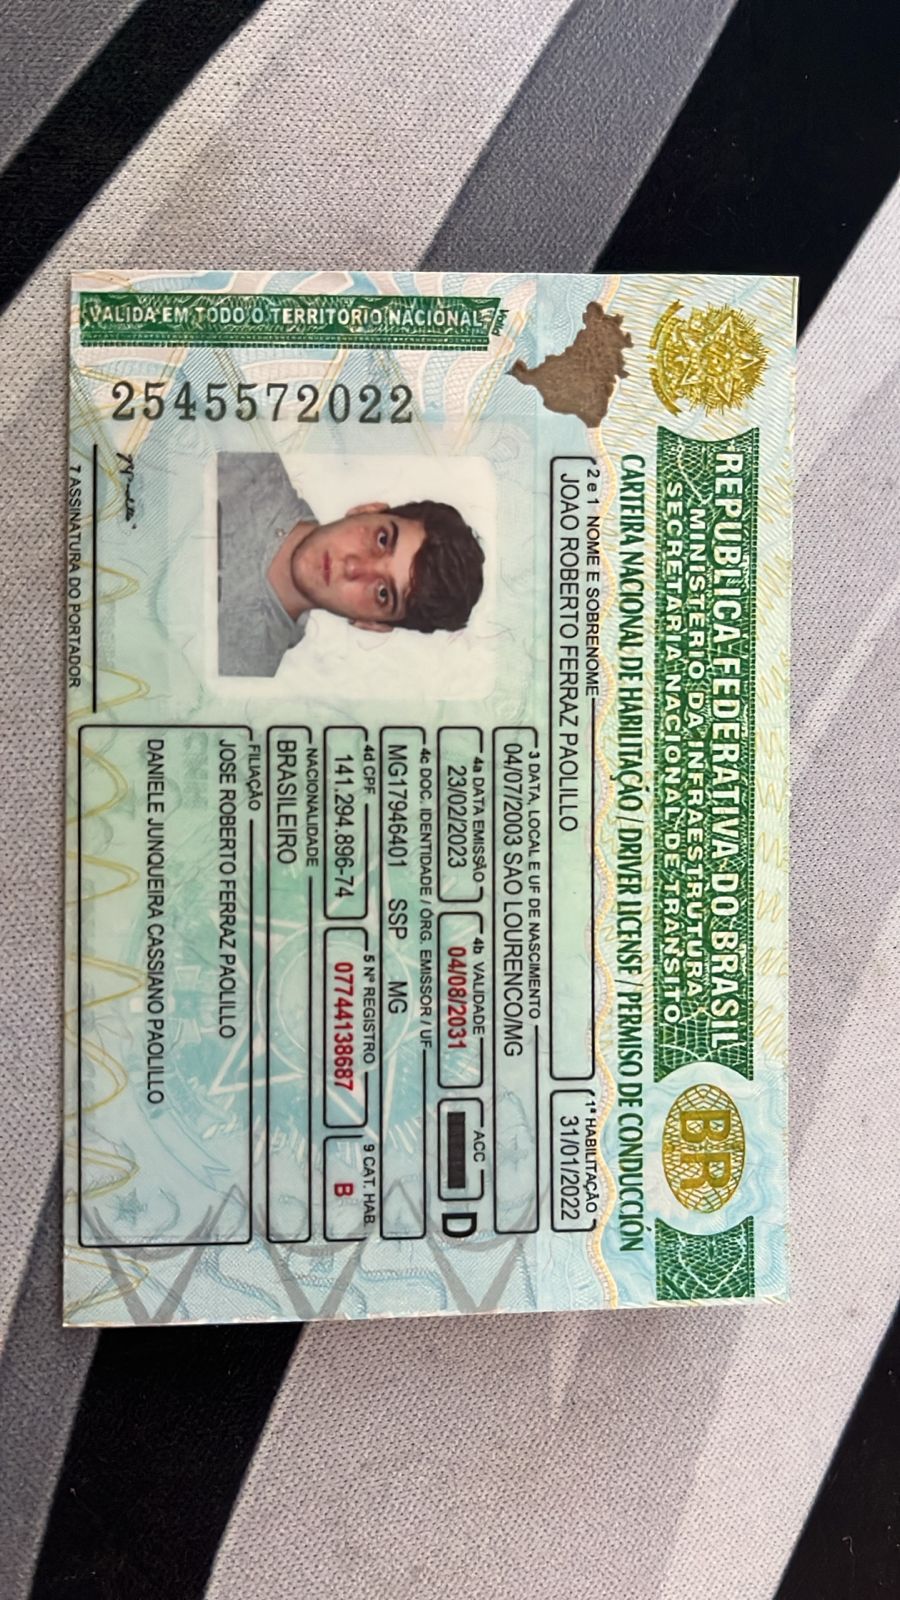 REPÚBLICA FEDERATIVA DO BRASIL
MINISTÉRIO DA INFRAESTRUTURA
SECRETARIA NACIONAL DE TRÂNSITO
BR
CARTEIRA NACIONAL DE HABILITAÇÃO / DRIVER LICENSE / PERMISO DE CONDUCCIÓN
2 e 1 NOME E SOBRENOME
JOAO ROBERTO FERRAZ PAOLILLO
1ª HABILITAÇÃO
31/01/2022
3 DATA, LOCAL E UF DE NASCIMENTO
04/07/2003 SAO LOURENCO/MG
4a DATA EMISSÃO
23/02/2023
4b VALIDADE
04/08/2031
ACC
D
4c DOC. IDENTIDADE / ÓRG. EMISSOR / UF
MG17946401 SSP MG
4d CPF
141.294.896-74
5 Nº REGISTRO
07744138687
9 CAT. HAB.
B
NACIONALIDADE
BRASILEIRO
FILIAÇÃO
JOSE ROBERTO FERRAZ PAOLILLO
DANIELE JUNQUEIRA CASSIANO PAOLILLO
7 ASSINATURA DO PORTADOR
VÁLIDA EM TODO O TERRITÓRIO NACIONAL
2545572022